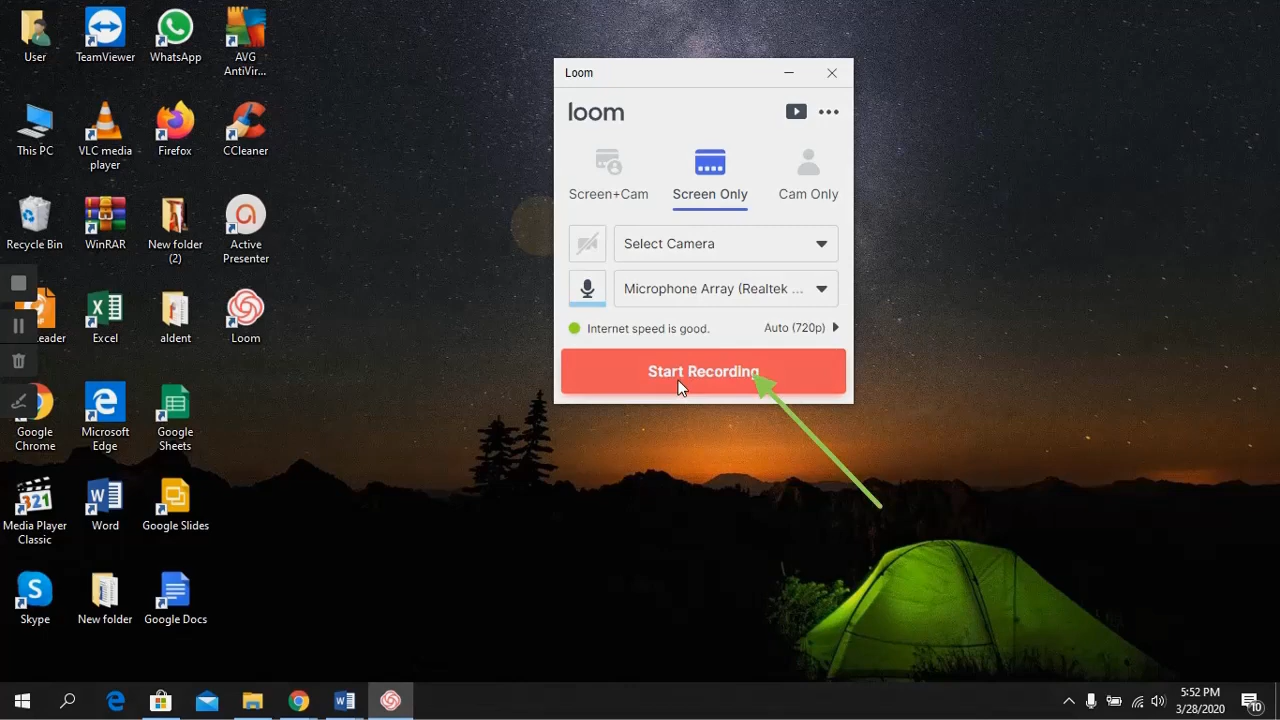 User
TeamViewer
WhatsApp
AVG
AntiVir...
This PC
VLC media
player
Firefox
CCleaner
Recycle Bin
WinRAR
New folder
(2)
Active
Presenter
eader
Excel
aldent
Loom
Google
Chrome
Microsoft
Edge
Google
Sheets
321
Media Player
Classic
Word
Google Slides
Skype
New folder
Google Docs
Loom
loom
Screen+Cam
Screen Only
Cam Only
Select Camera
Microphone Array (Realtek ...
Internet speed is good.
Auto (720p)
Start Recording
5:52 PM
3/28/2020
10